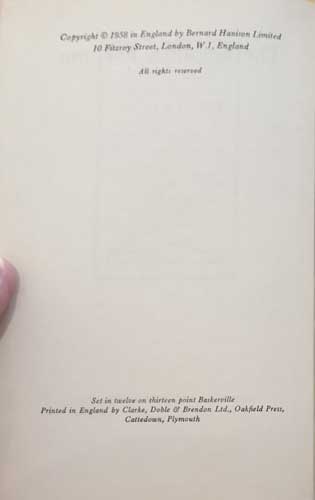 Copyright © 1958 in England by Bernard Hanison Limited
10 Fitzroy Street, London, W.1, England
All rights reserved
Set in twelve on thirteen point Baskerville
Printed in England by Clarke, Doble & Brendon Ltd., Oakfield Press,
Cattedown, Plymouth